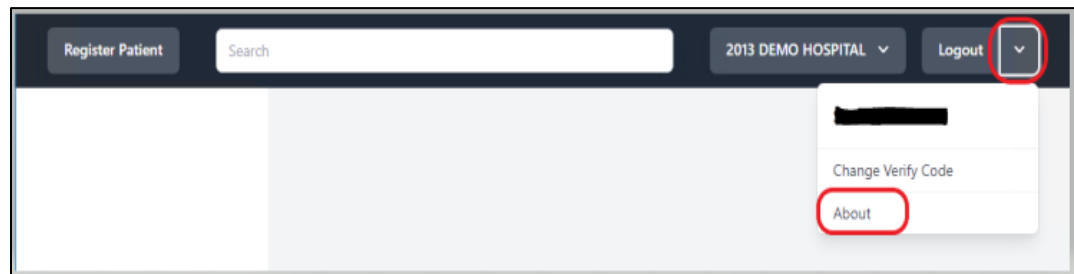 Register Patient Search 2013 DEMO HOSPITAL Logout
Change Verify Code
About